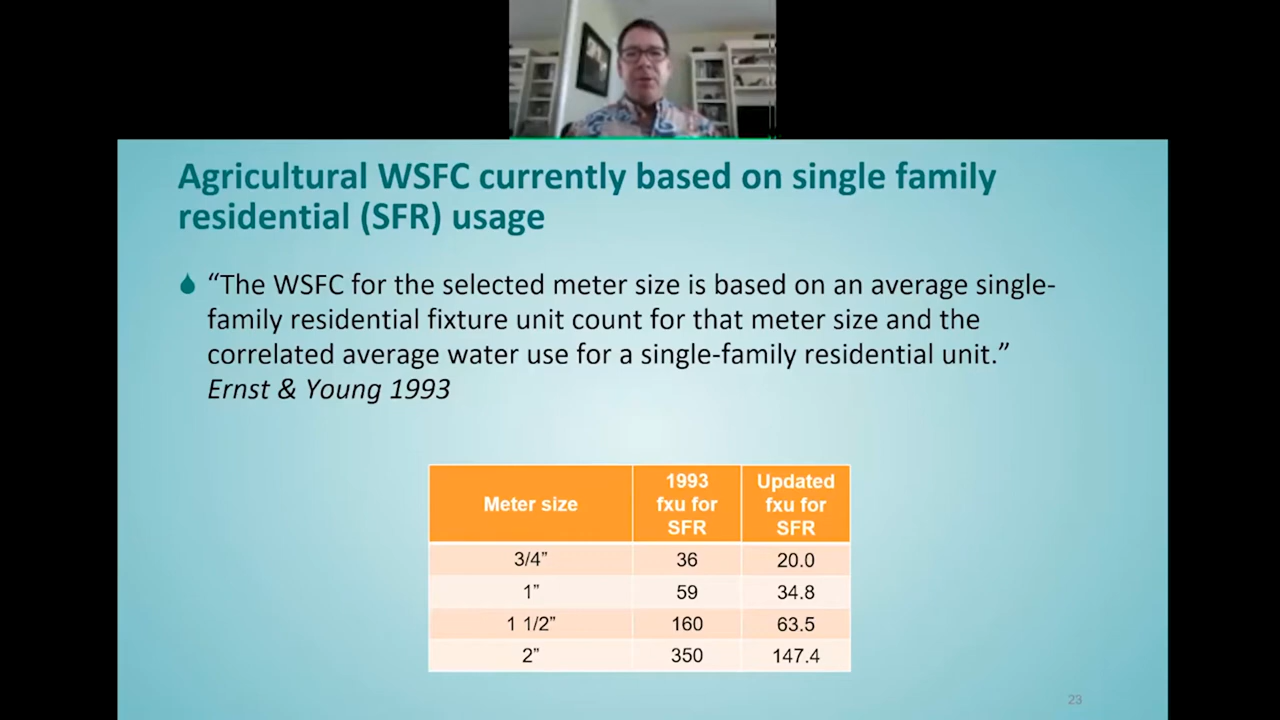 Agricultural WSFC currently based on single family
residential (SFR) usage
“The WSFC for the selected meter size is based on an average single-
family residential fixture unit count for that meter size and the
correlated average water use for a single-family residential unit.”
Ernst & Young 1993
Meter size 1993 fxu for SFR Updated fxu for SFR
3/4” 36 20.0
1” 59 34.8
1 1/2” 160 63.5
2” 350 147.4
23